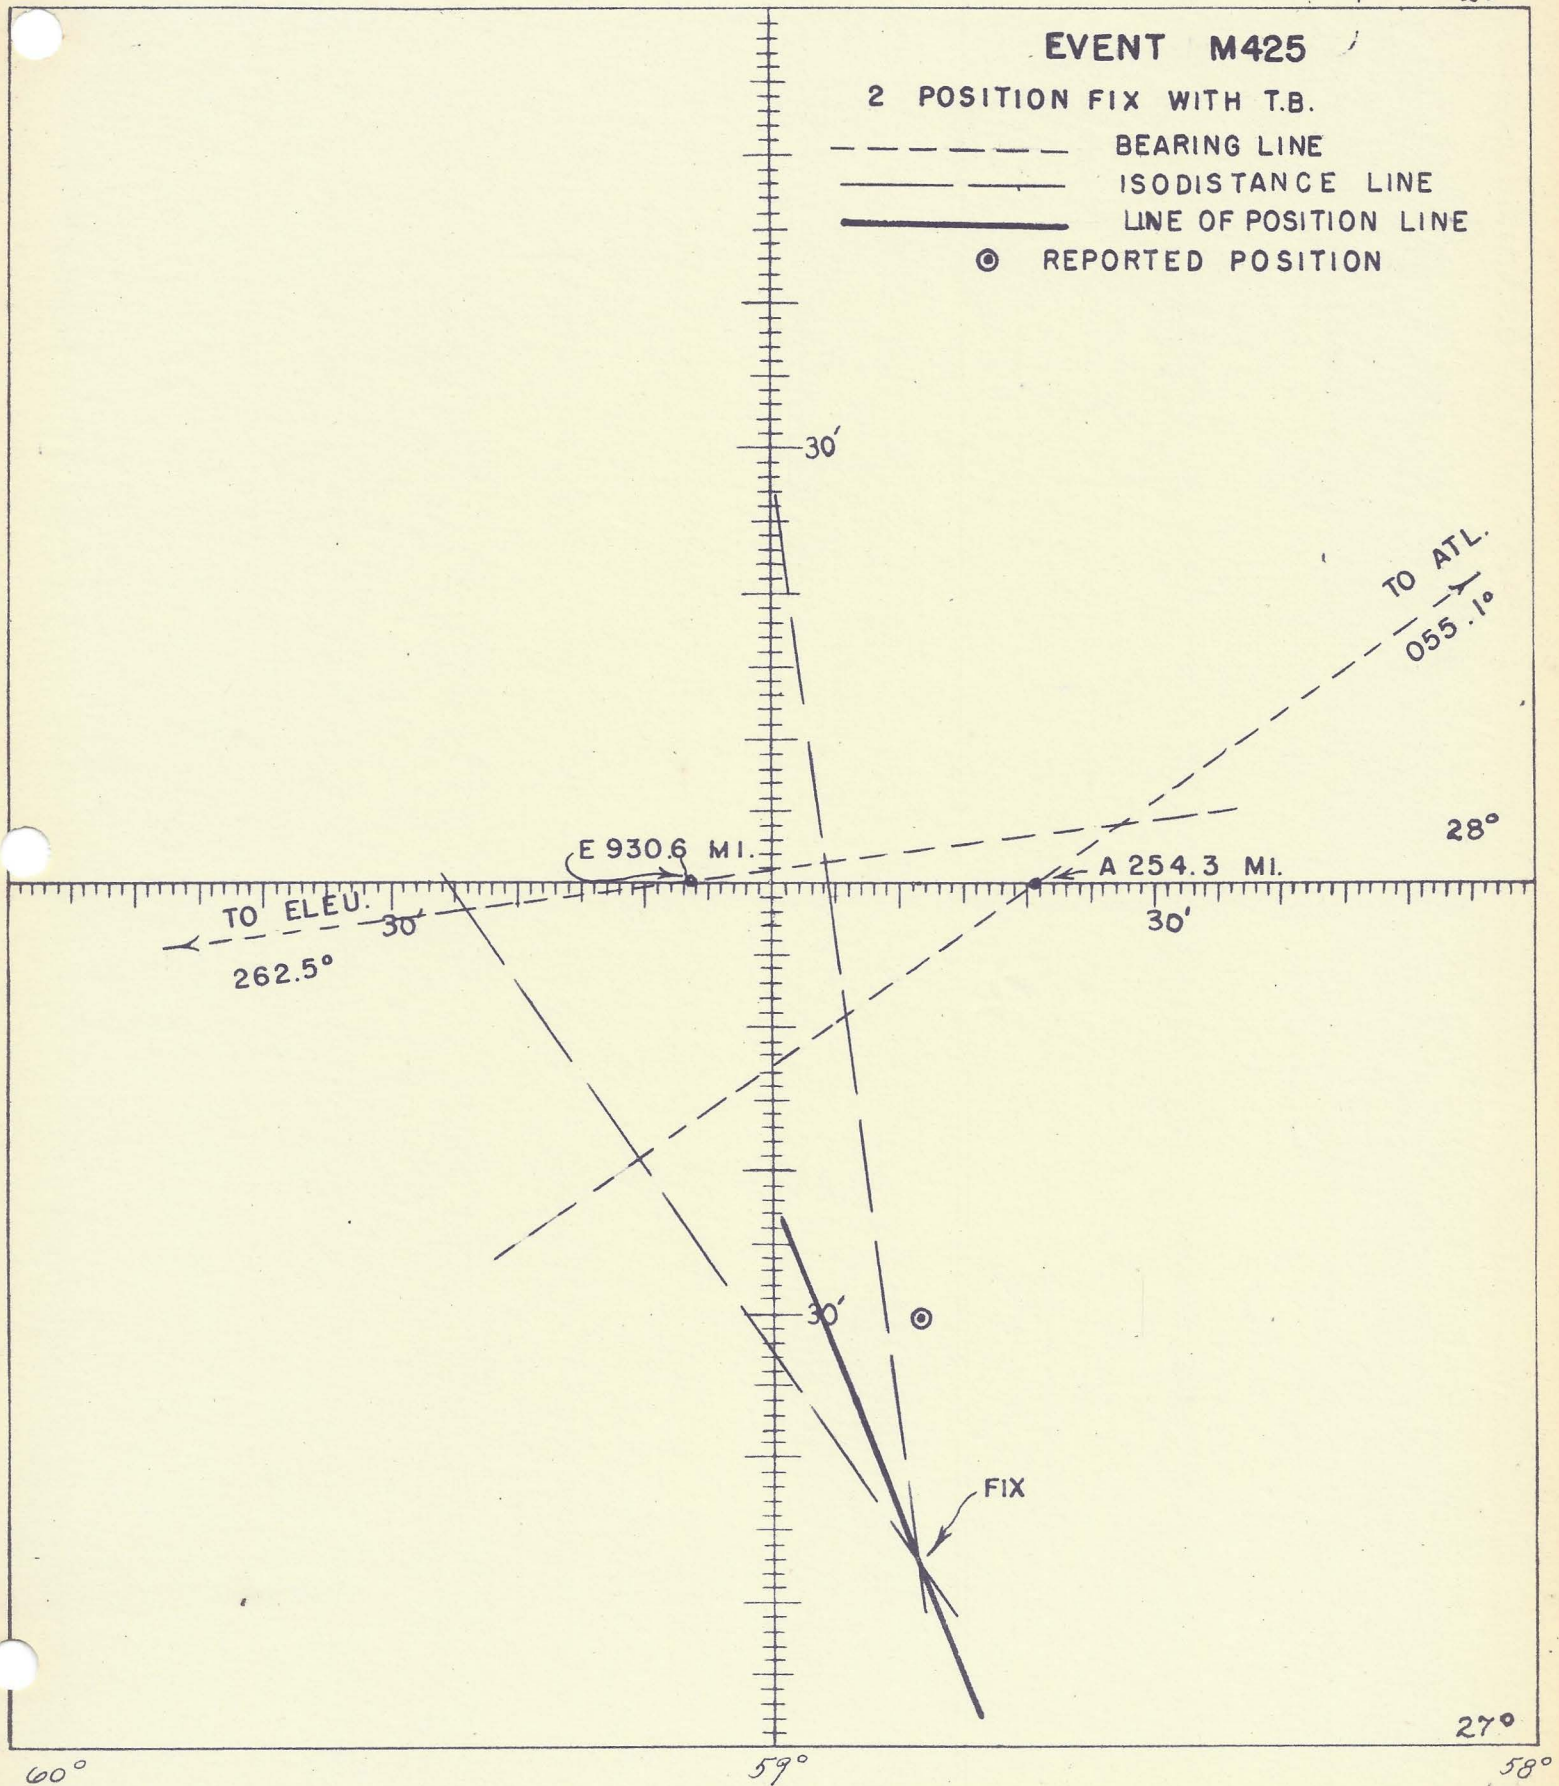 EVENT M425
2 POSITION FIX WITH T.B.
BEARING LINE
ISODISTANCE LINE
LINE OF POSITION LINE
REPORTED POSITION
30'
TO ATL.
055.1°
E 930.6 MI.
28°
A 254.3 MI.
TO ELEU.
30'
30'
262.5°
30'
FIX
27°
60°
59°
58°